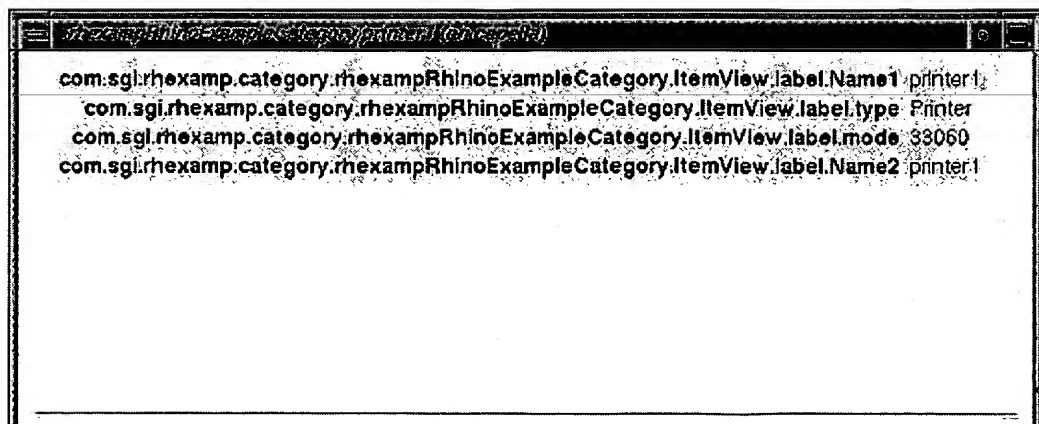 com.sgi.rhexamp.category.rhexampRhinoExampleCategory.ItemView.label.Name1 printer1
com.sgi.rhexamp.category.rhexampRhinoExampleCategory.ItemView.label.type Printer
com.sgi.rhexamp.category.rhexampRhinoExampleCategory.ItemView.label.mode 33060
com.sgi.rhexamp.category.rhexampRhinoExampleCategory.ItemView.label.Name2 printer1